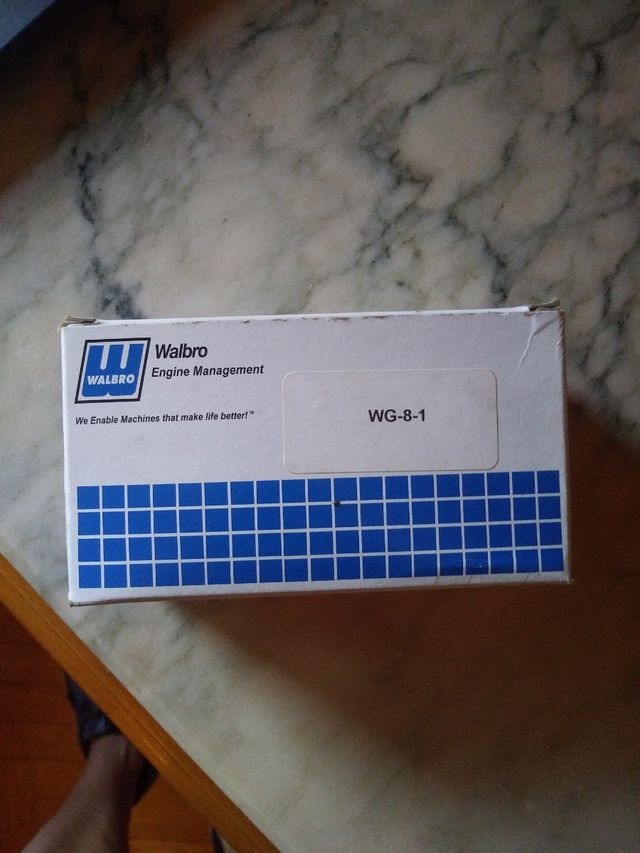 WALBRO
Walbro
Engine Management
We Enable Machines that make life better!™
WG-8-1